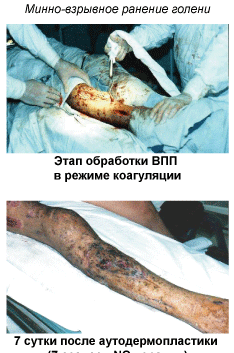 Минно-взрывное ранение голени
Этап обработки ВПП
в режиме коагуляции
7 сутки после аутодермопластики